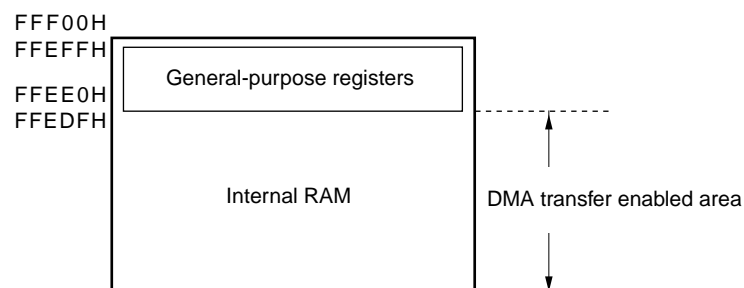 FFF00H
FFEFFH
General-purpose registers
FFEE0H
FFEDFH
Internal RAM
DMA transfer enabled area